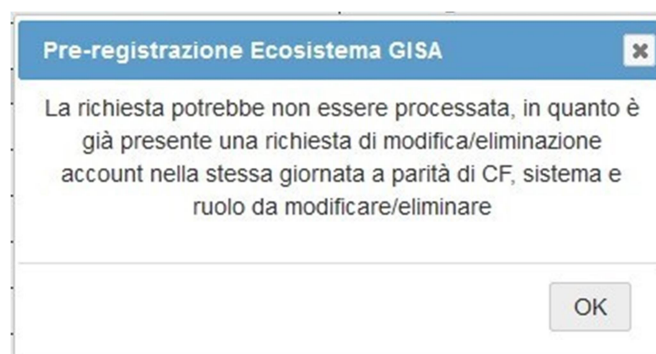 Pre-registrazione Ecosistema GISA
La richiesta potrebbe non essere processata, in quanto è
già presente una richiesta di modifica/eliminazione
account nella stessa giornata a parità di CF, sistema e
ruolo da modificare/eliminare
OK